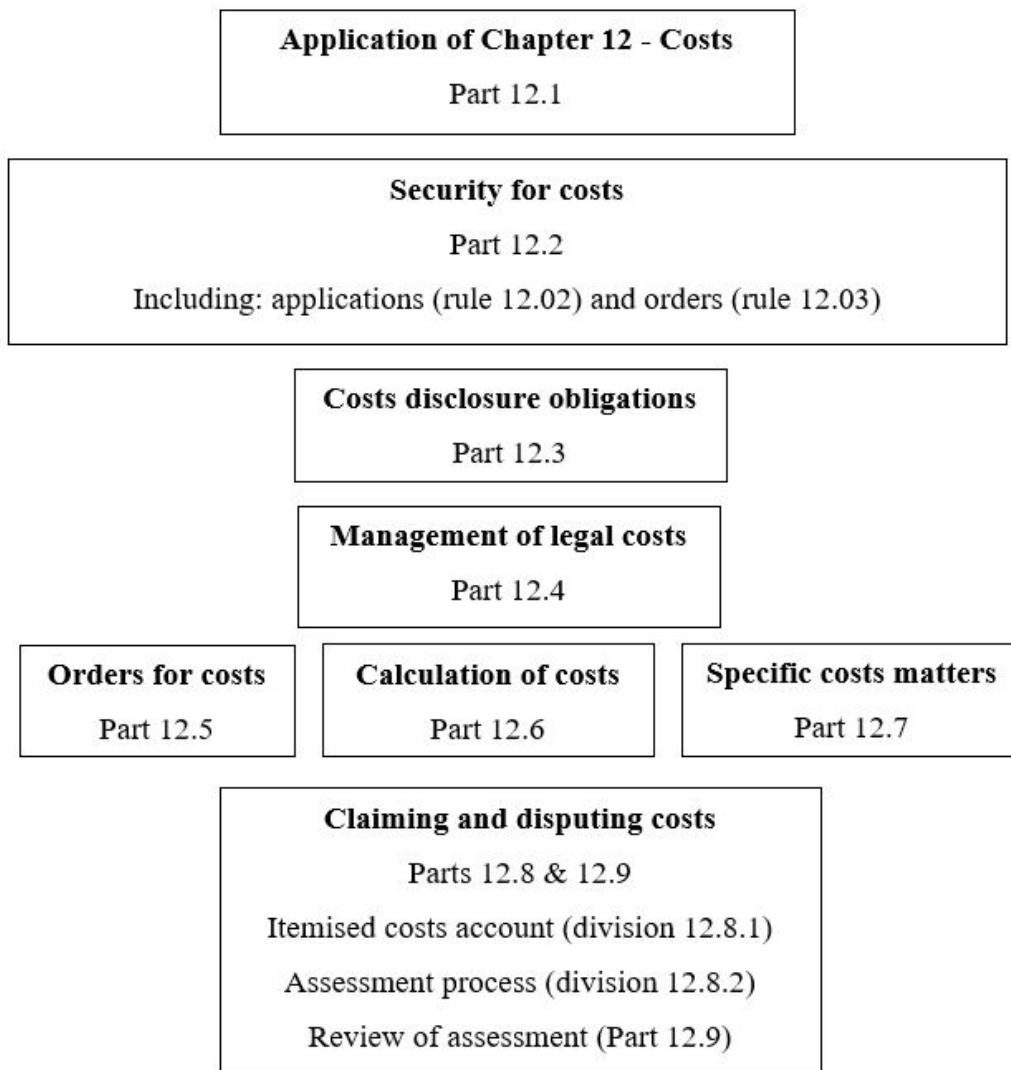 Application of Chapter 12 - Costs
Part 12.1
Security for costs
Part 12.2
Including: applications (rule 12.02) and orders (rule 12.03)
Costs disclosure obligations
Part 12.3
Management of legal costs
Part 12.4
Orders for costs
Part 12.5
Calculation of costs
Part 12.6
Specific costs matters
Part 12.7
Claiming and disputing costs
Parts 12.8 & 12.9
Itemised costs account (division 12.8.1)
Assessment process (division 12.8.2)
Review of assessment (Part 12.9)